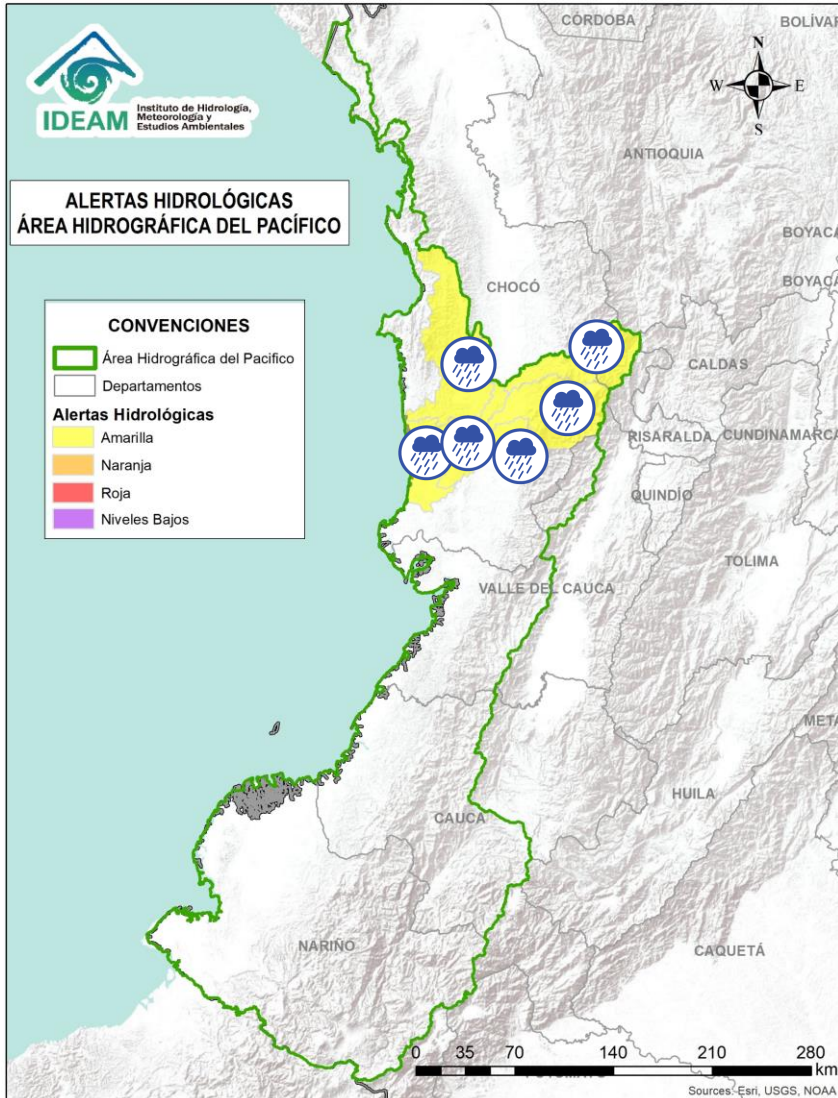 CÓRDOBA
BOLÍVAR
IDEAM
Instituto de Hidrología,
Meteorología y
Estudios Ambientales
N
W E
S
ANTIOQUIA
ALERTAS HIDROLÓGICAS
ÁREA HIDROGRÁFICA DEL PACÍFICO
BOYACÁ
BOYACÁ
CHOCÓ
CONVENCIONES
Área Hidrográfica del Pacifico
Departamentos
Alertas Hidrológicas
Amarilla
Naranja
Roja
Niveles Bajos
CALDAS
RISARALDA
CUNDINAMARCA
QUINDÍO
TOLIMA
VALLE DEL CAUCA
META
HUILA
CAUCA
NARIÑO
CAQUETÁ
0 35 70 140 210 280
km
Sources: Esri, USGS, NOAA